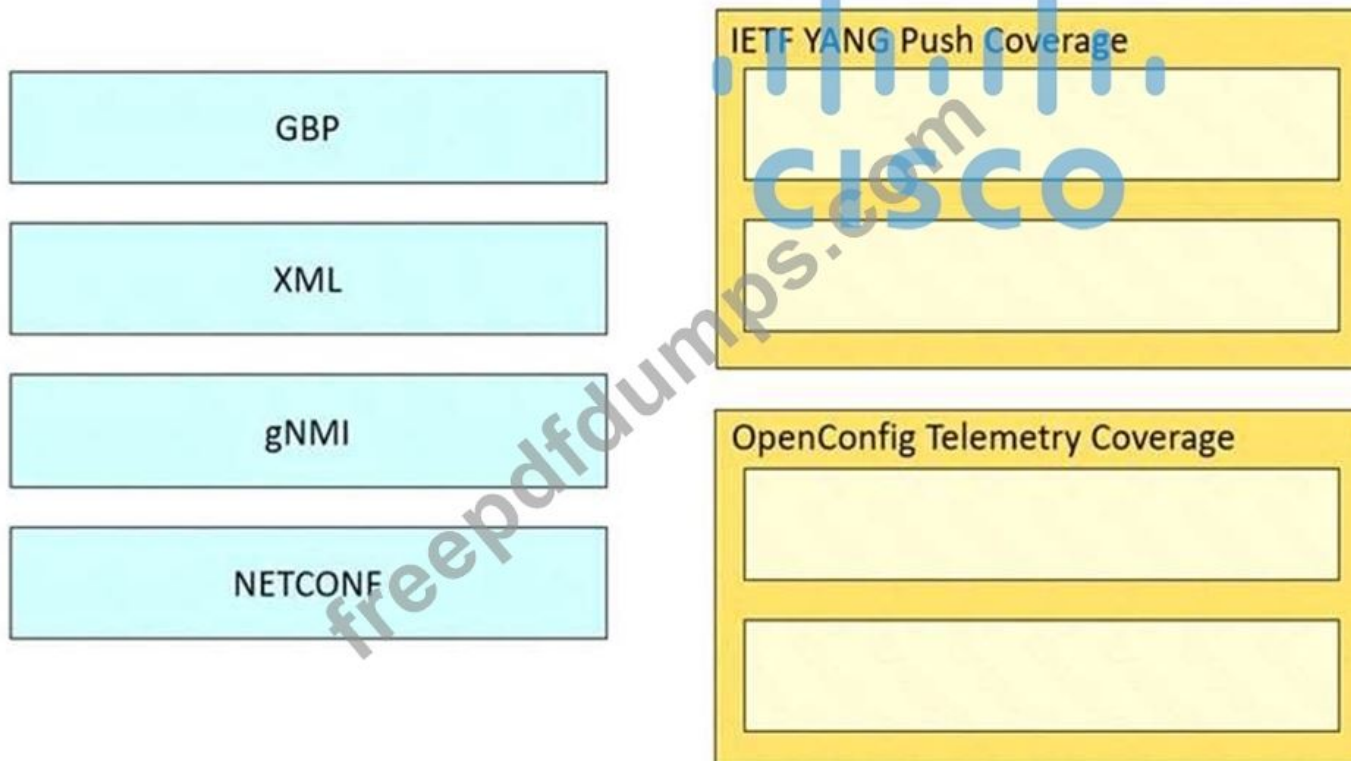 GBP
XML
gNMI
NETCONF
IETF YANG Push Coverage
CISCO
OpenConfig Telemetry Coverage
freepdfdumps.com